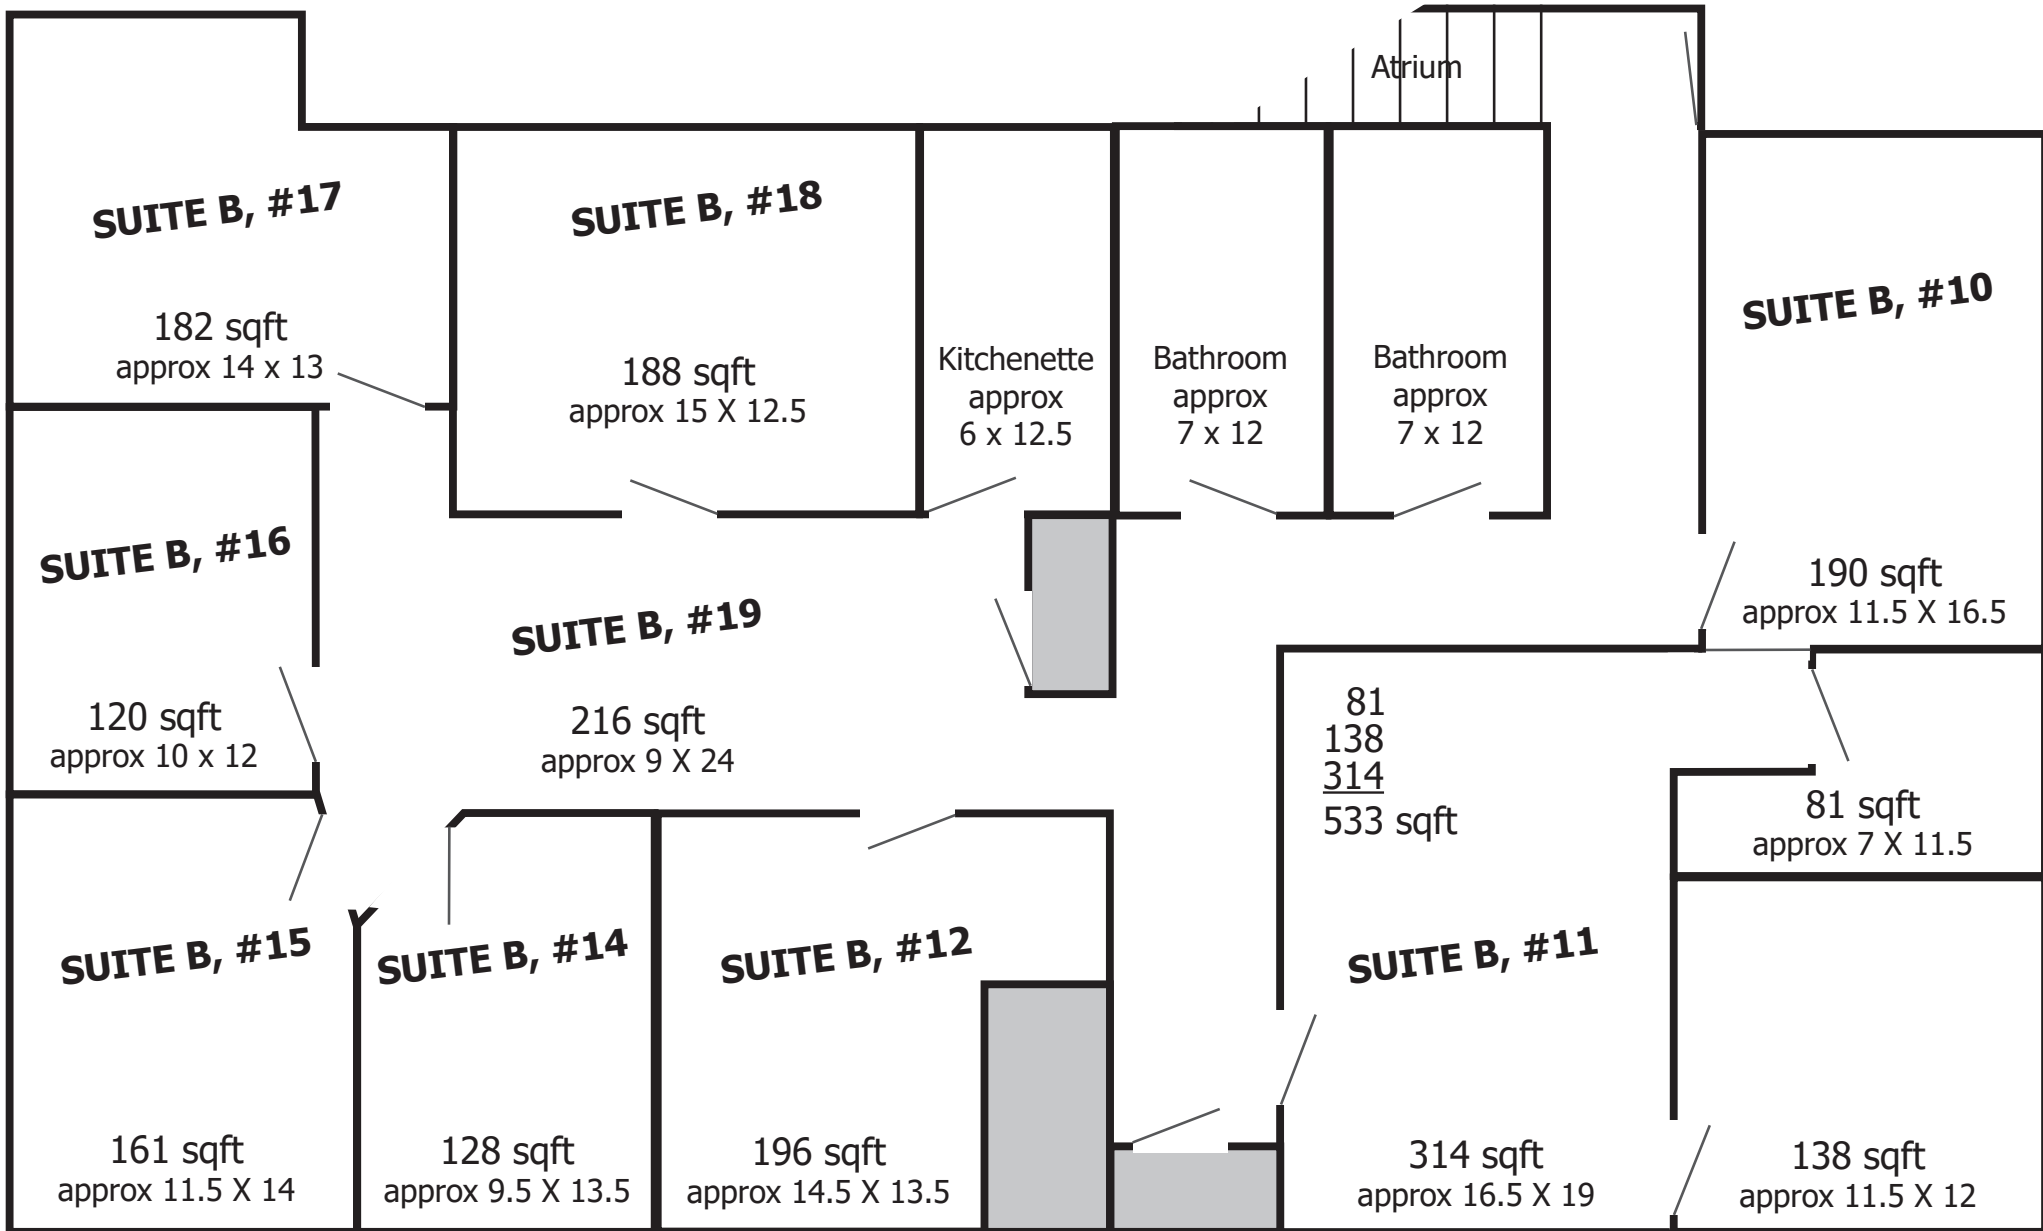 Atrium
SUITE B, #17
182 sqft
approx 14 x 13
SUITE B, #18
188 sqft
approx 15 X 12.5
Kitchenette
approx
6 x 12.5
Bathroom
approx
7 x 12
Bathroom
approx
7 x 12
SUITE B, #10
190 sqft
approx 11.5 X 16.5
SUITE B, #16
120 sqft
approx 10 x 12
SUITE B, #19
216 sqft
approx 9 X 24
81
138
314
533 sqft
81 sqft
approx 7 X 11.5
SUITE B, #15
161 sqft
approx 11.5 X 14
SUITE B, #14
128 sqft
approx 9.5 X 13.5
SUITE B, #12
196 sqft
approx 14.5 X 13.5
SUITE B, #11
314 sqft
approx 16.5 X 19
138 sqft
approx 11.5 X 12